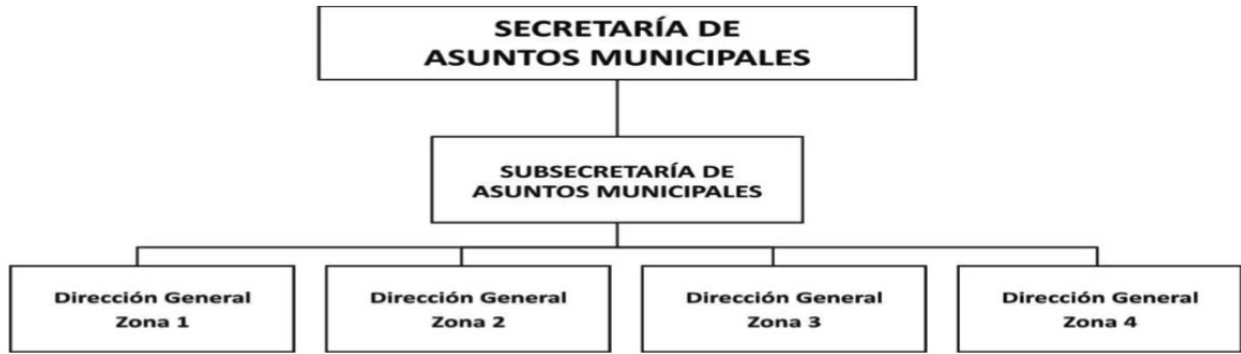 SECRETARÍA DE
ASUNTOS MUNICIPALES
SUBSECRETARÍA DE
ASUNTOS MUNICIPALES
Dirección General
Zona 1
Dirección General
Zona 2
Dirección General
Zona 3
Dirección General
Zona 4